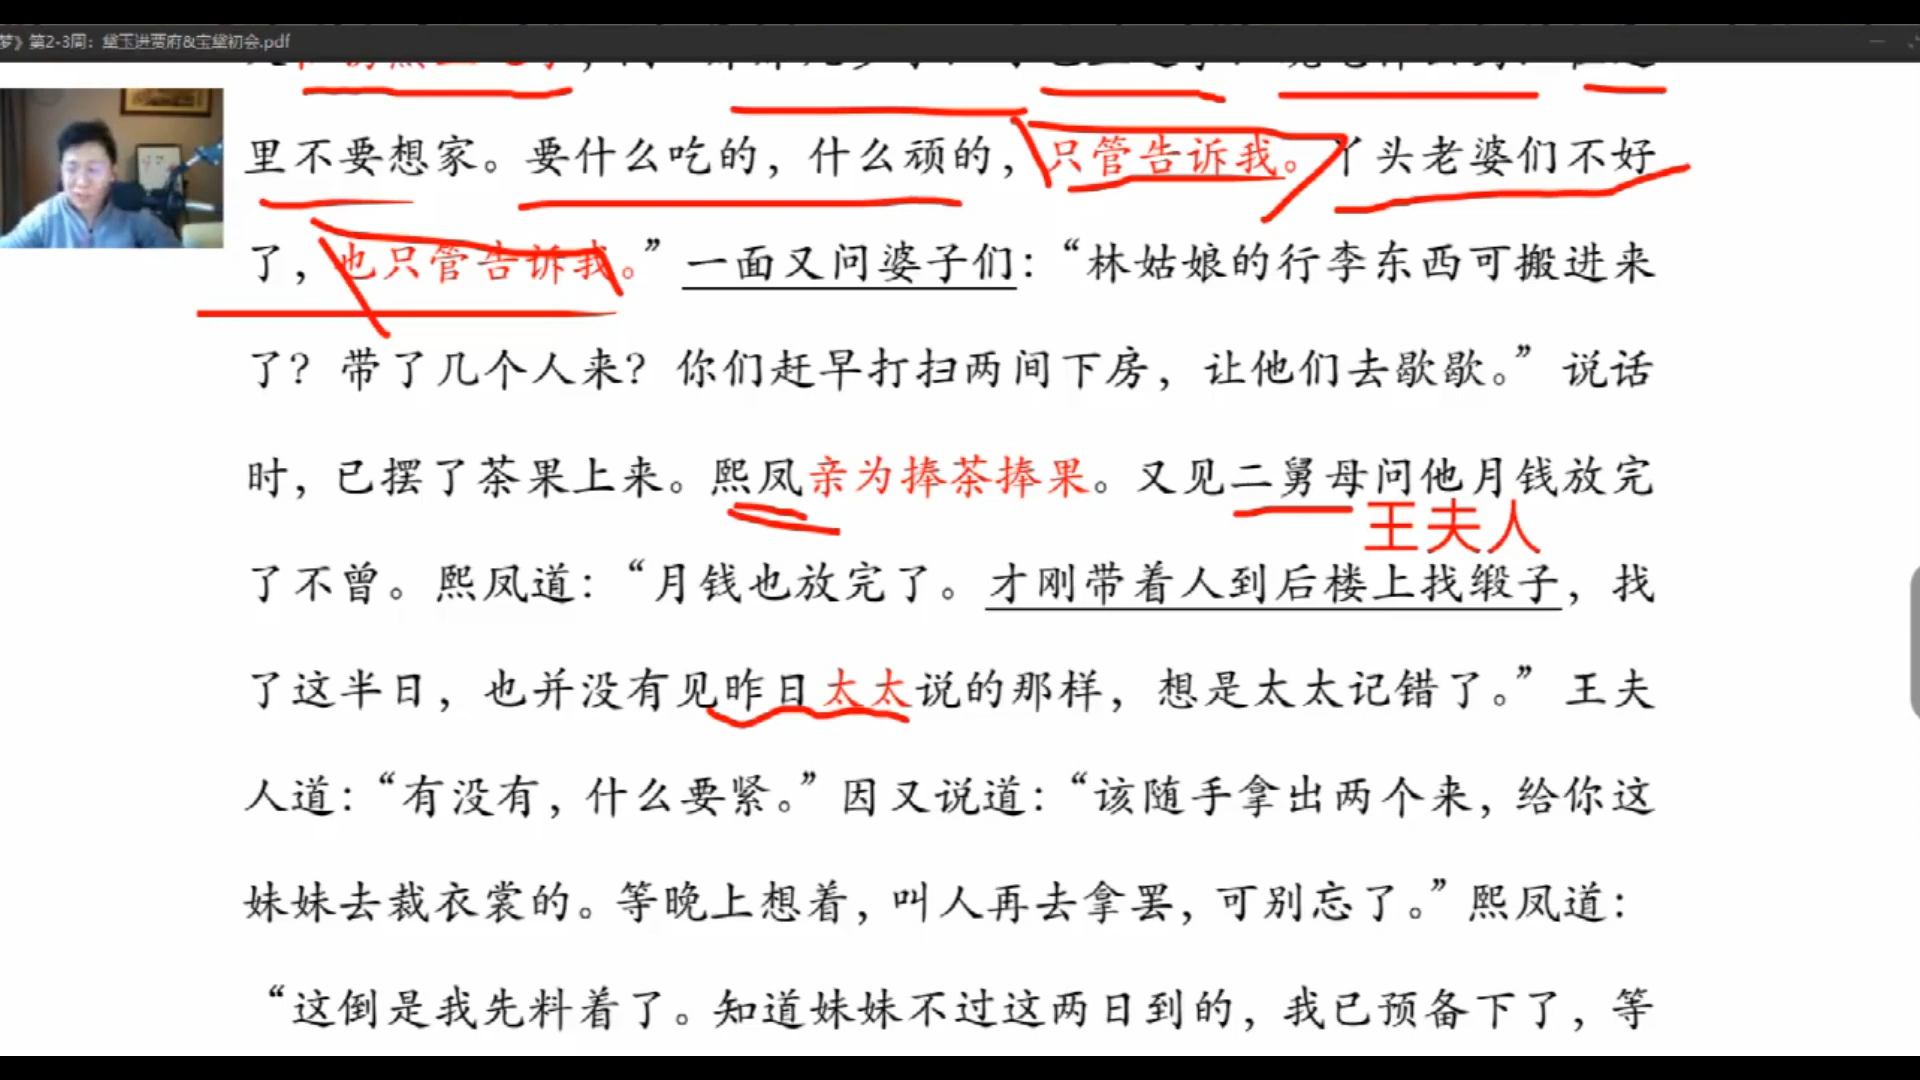 梦》第2-3周：黛玉进贾府&宝黛初会.pdf
里不要想家。要什么吃的，什么顽的，只管告诉我。丫头老婆们不好
了，也只管告诉我。”一面又问婆子们：“林姑娘的行李东西可搬进来
了？带了几个人来？你们赶早打扫两间下房，让他们去歇歇。”说话
时，已摆了茶果上来。熙凤亲为捧茶捧果。又见二舅母问他月钱放完
王夫人
了不曾。熙凤道：“月钱也放完了。才刚带着人到后楼上找缎子，找
了这半日，也并没有见昨日太太说的那样，想是太太记错了。”王夫
人道：“有没有，什么要紧。”因又说道：“该随手拿出两个来，给你这
妹妹去裁衣裳的。等晚上想着，叫人再去拿罢，可别忘了。”熙凤道：
“这倒是我先料着了。知道妹妹不过这两日到的，我已预备下了，等